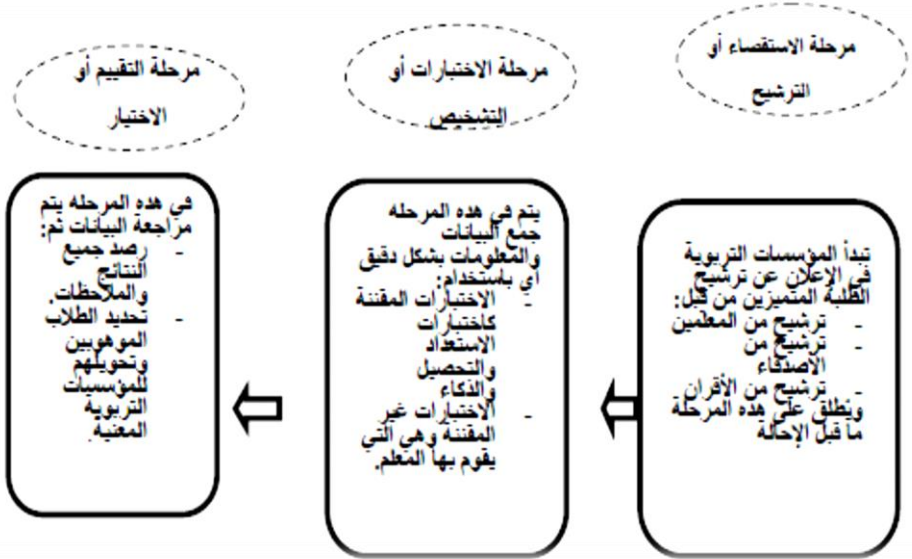 مرحلة الاستقصاء أو
الترشيح
تبدأ المؤسسات التربوية
في الإعلان عن ترشيح
الطلبة المتميزين من قبل:
- ترشيح من المعلمين
- ترشيح من
الأصدقاء
- ترشيح من الأقران
ويطلق على هذه المرحلة
ما قبل الإحالة
مرحلة الاختبارات أو
التشخيص
يتم في هذه المرحلة
جمع البيانات
والمعلومات بشكل دقيق
أي باستخدام:
- الاختبارات المقننة
كاختبارات
الاستعداد
والتحصيل
والذكاء
- الاختبارات غير
المقننة وهي التي
يقوم بها المعلم.
مرحلة التقييم أو
الاختيار
في هذه المرحلة يتم
مراجعة البيانات ثم:
- رصد جميع
النتائج
والملاحظات.
- تحديد الطلاب
الموهوبين
وتحويلهم
للمؤسسات
التربوية
المعنية.